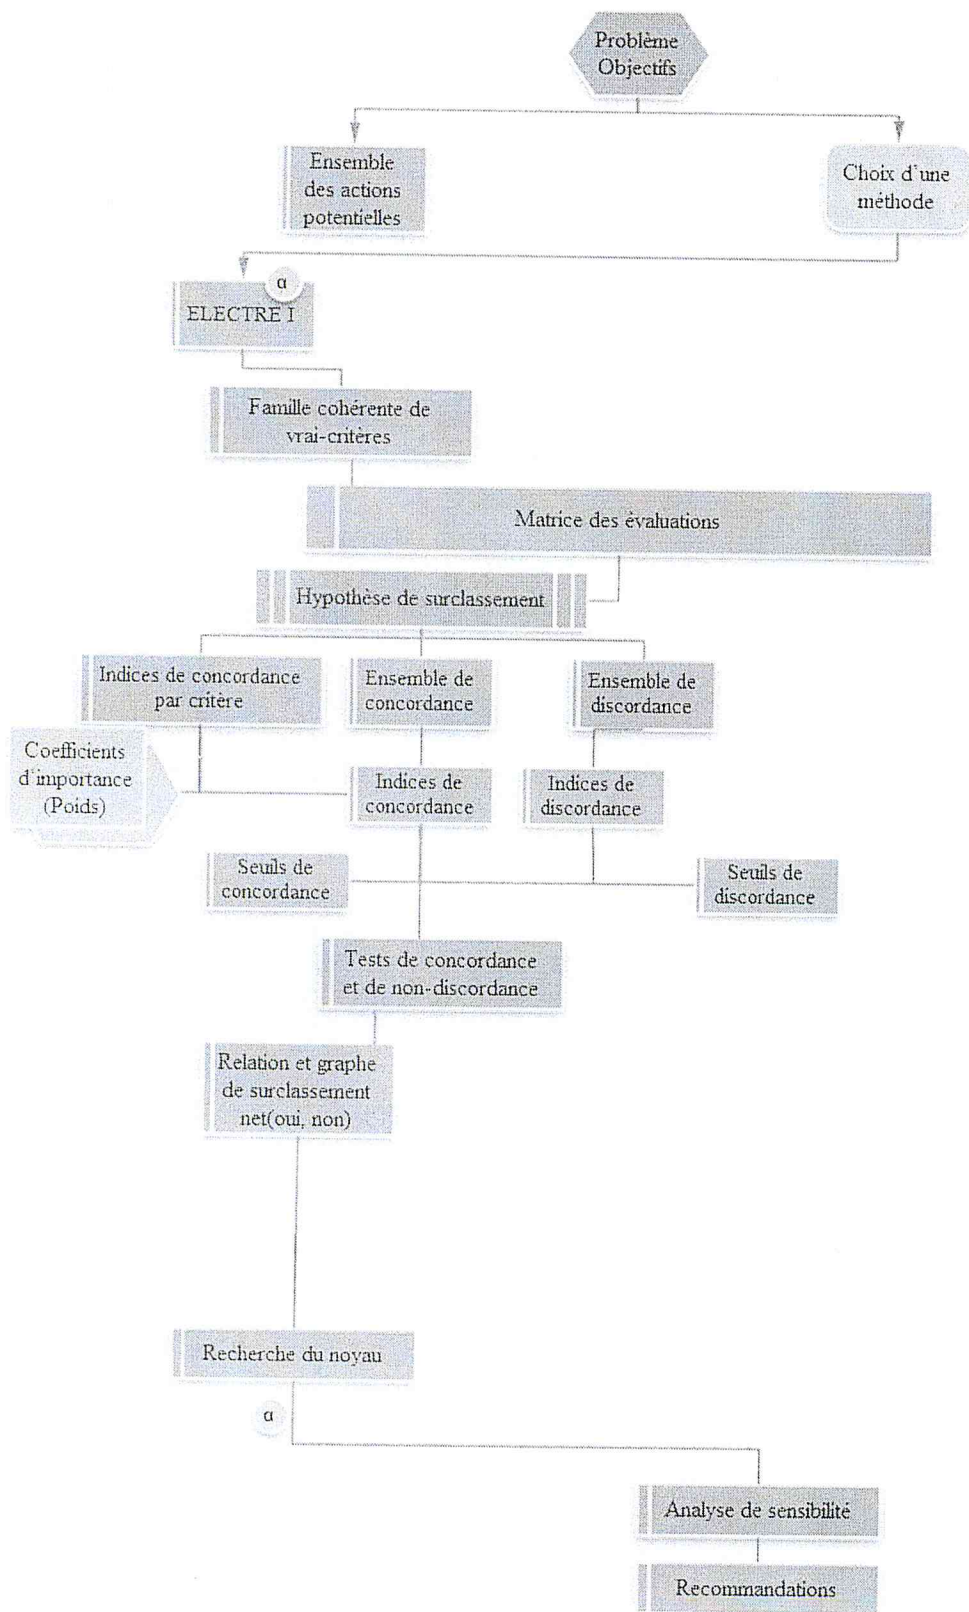 Problème
Objectifs
Ensemble
des actions
potentielles
Choix d'une
méthode
α
ELECTRE I
Famille cohérente de
vrai-critères
Matrice des évaluations
Hypothèse de surclassement
Indices de concordance
par critère
Ensemble de
concordance
Ensemble de
discordance
Coefficients
d'importance
(Poids)
Indices de
concordance
Indices de
discordance
Seuils de
concordance
Seuils de
discordance
Tests de concordance
et de non-discordance
Relation et graphe
de surclassement
net(oui, non)
Recherche du noyau
α
Analyse de sensibilité
Recommandations